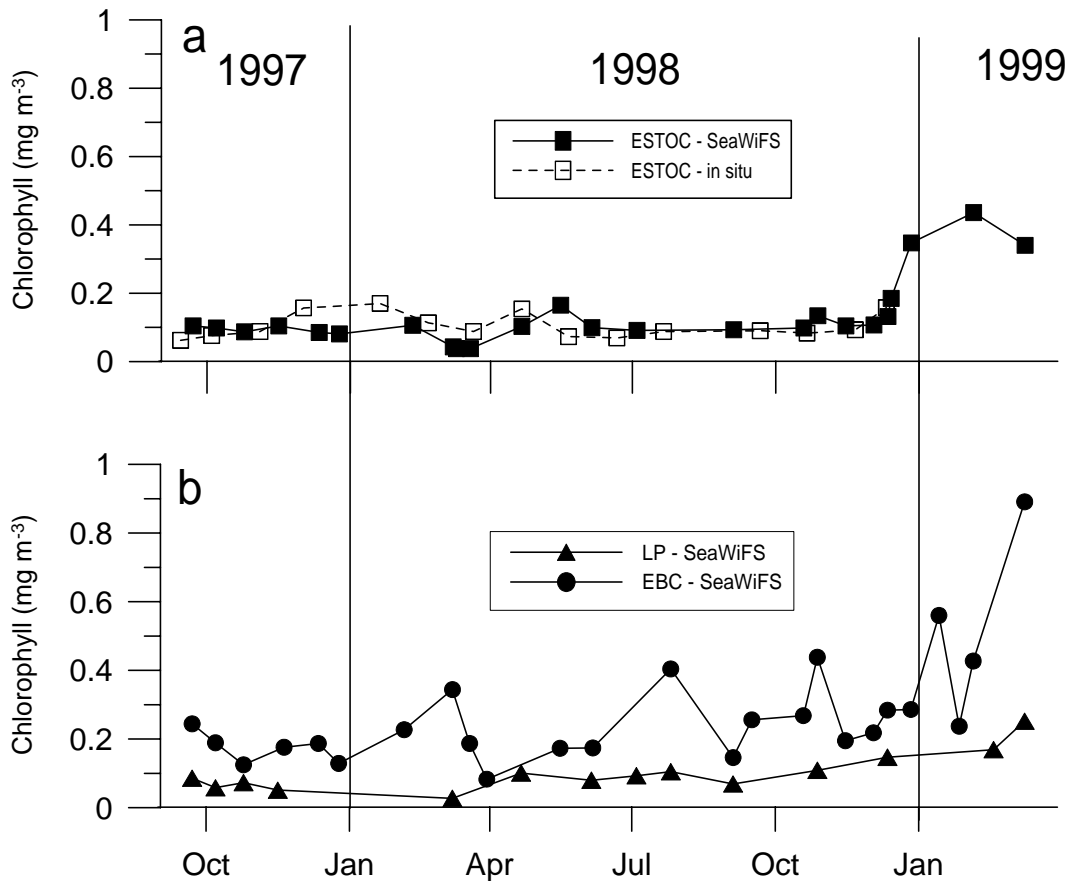 a
1997
1998
1999
Chlorophyll (mg m⁻³)
1
0.8
0.6
0.4
0.2
0
ESTOC - SeaWiFS
ESTOC - in situ
b
Chlorophyll (mg m⁻³)
1
0.8
0.6
0.4
0.2
0
LP - SeaWiFS
EBC - SeaWiFS
Oct Jan Apr Jul Oct Jan